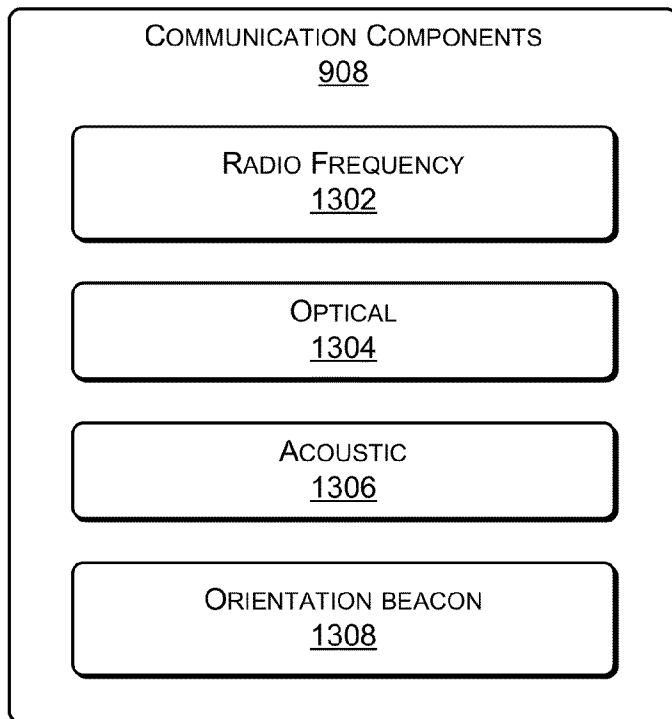 COMMUNICATION COMPONENTS
908
RADIO FREQUENCY
1302
OPTICAL
1304
ACOUSTIC
1306
ORIENTATION BEACON
1308